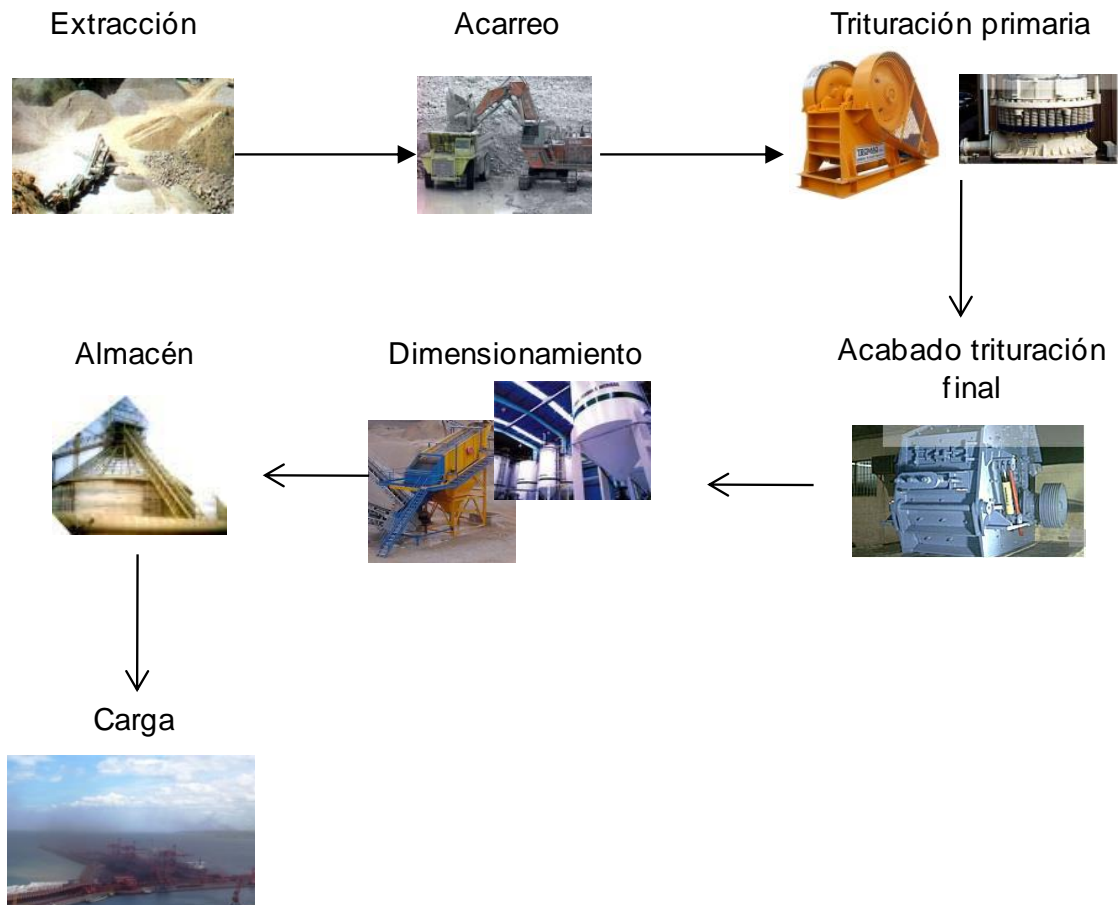 Extracción
Acarreo
Trituración primaria
Acabado trituración
final
Dimensionamiento
Almacén
Carga